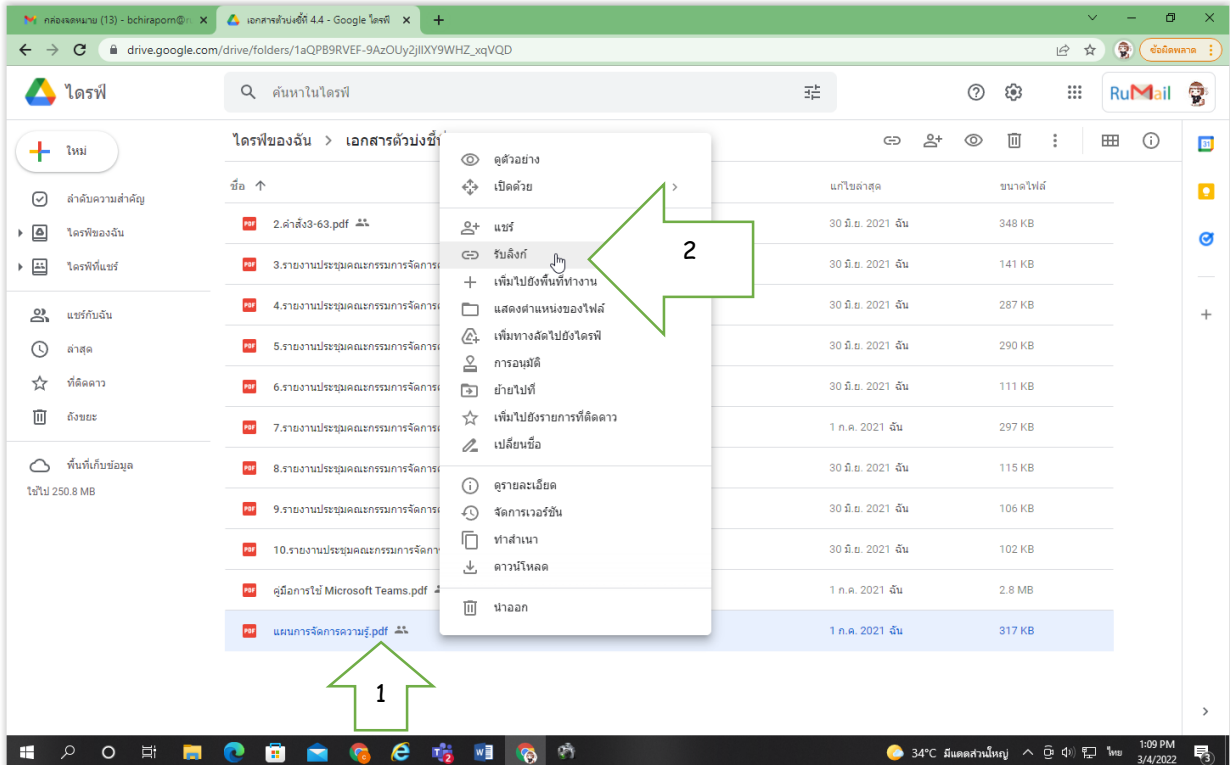 กล่องจดหมาย (13) - bchiraporn@r
เอกสารตัวบ่งชี้ที่ 4.4 - Google ไดรฟ์
drive.google.com/drive/folders/1aQPB9RVEF-9AzOUy2jIIXY9WHZ_xqVQD
ข้อผิดพลาด
ไดรฟ์
ค้นหาในไดรฟ์
RuMail
ใหม่
ลำดับความสำคัญ
ไดรฟ์ของฉัน
ไดรฟ์ที่แชร์
แชร์กับฉัน
ล่าสุด
ที่ติดดาว
ถังขยะ
พื้นที่เก็บข้อมูล
ใช้ไป 250.8 MB
ไดรฟ์ของฉัน > เอกสารตัวบ่งชี้
ชื่อ แก้ไขล่าสุด ขนาดไฟล์
PDF 2.คำสั่ง3-63.pdf 30 มิ.ย. 2021 ฉัน 348 KB
PDF 3.รายงานประชุมคณะกรรมการจัดการ 30 มิ.ย. 2021 ฉัน 141 KB
PDF 4.รายงานประชุมคณะกรรมการจัดการ 30 มิ.ย. 2021 ฉัน 287 KB
PDF 5.รายงานประชุมคณะกรรมการจัดการ 30 มิ.ย. 2021 ฉัน 290 KB
PDF 6.รายงานประชุมคณะกรรมการจัดการ 30 มิ.ย. 2021 ฉัน 111 KB
PDF 7.รายงานประชุมคณะกรรมการจัดการ 1 ก.ค. 2021 ฉัน 297 KB
PDF 8.รายงานประชุมคณะกรรมการจัดการ 30 มิ.ย. 2021 ฉัน 115 KB
PDF 9.รายงานประชุมคณะกรรมการจัดการ 30 มิ.ย. 2021 ฉัน 106 KB
PDF 10.รายงานประชุมคณะกรรมการจัดกา 30 มิ.ย. 2021 ฉัน 102 KB
PDF คู่มือการใช้ Microsoft Teams.pdf 1 ก.ค. 2021 ฉัน 2.8 MB
PDF แผนการจัดการความรู้.pdf 1 ก.ค. 2021 ฉัน 317 KB
ดูตัวอย่าง
เปิดด้วย
แชร์
รับลิงก์
เพิ่มไปยังพื้นที่ทำงาน
แสดงตำแหน่งของไฟล์
เพิ่มทางลัดไปยังไดรฟ์
การอนุมัติ
ย้ายไปที่
เพิ่มไปยังรายการที่ติดดาว
เปลี่ยนชื่อ
ดูรายละเอียด
จัดการเวอร์ชัน
ทำสำเนา
ดาวน์โหลด
นำออก
2
1
31
34°C มีแดดส่วนใหญ่ ไทย 1:09 PM
3/4/2022
3